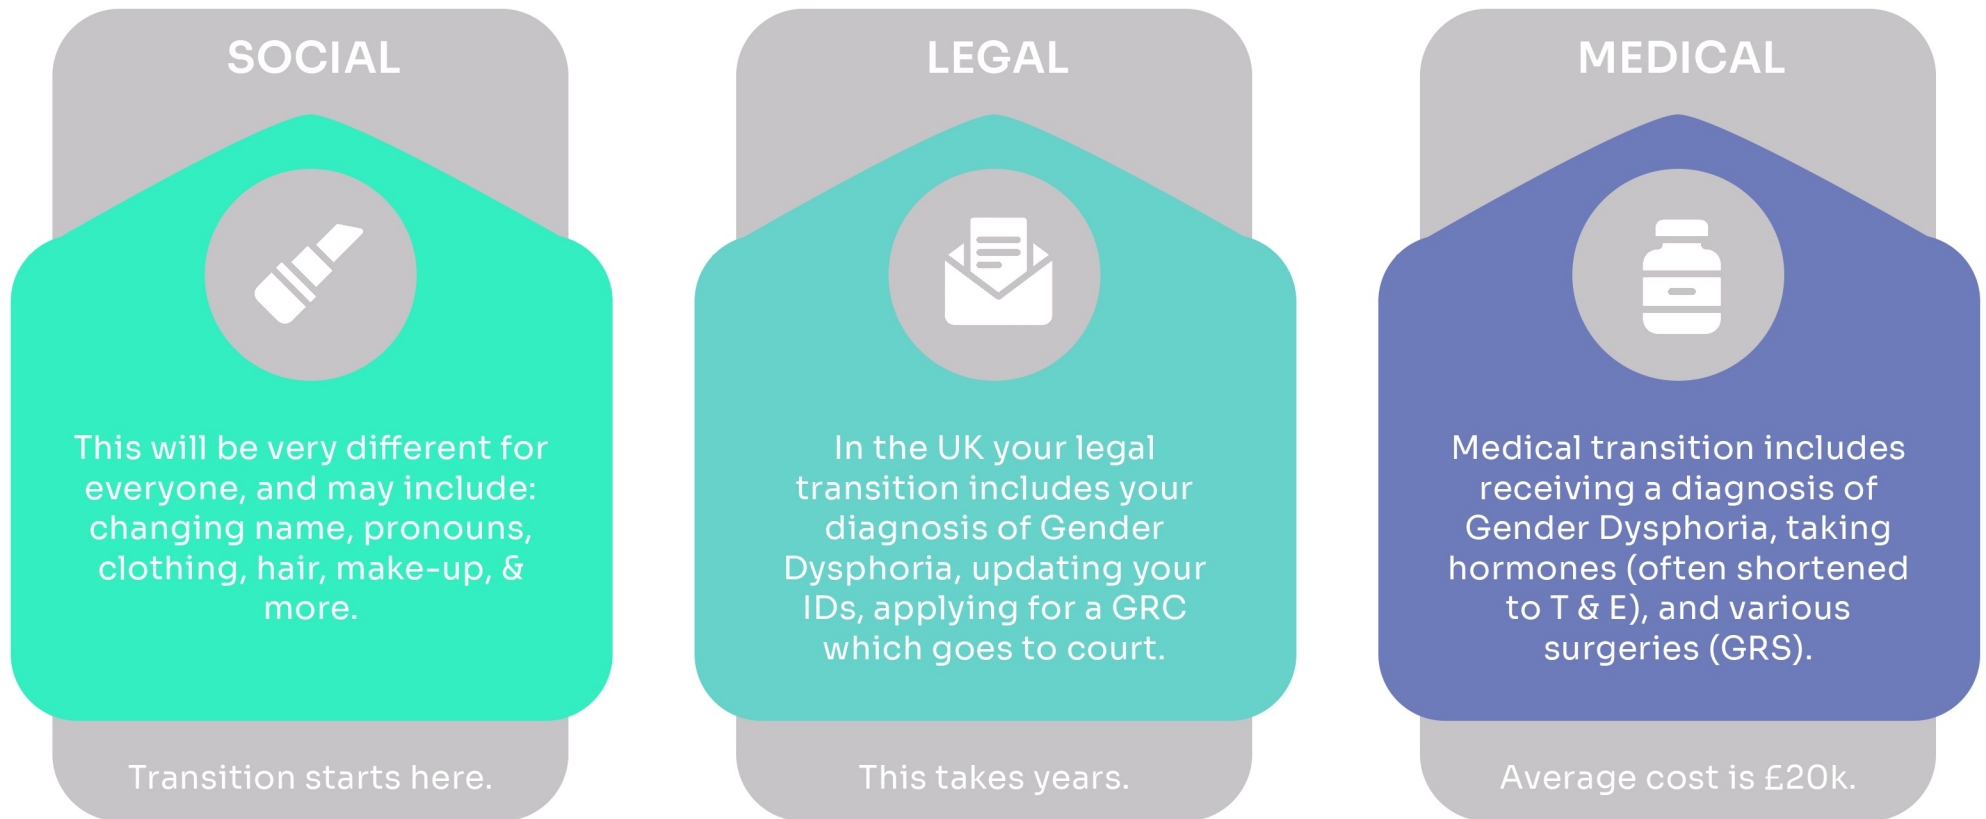 SOCIAL
This will be very different for
everyone, and may include:
changing name, pronouns,
clothing, hair, make-up, &
more.
Transition starts here.
LEGAL
In the UK your legal
transition includes your
diagnosis of Gender
Dysphoria, updating your
IDs, applying for a GRC
which goes to court.
This takes years.
MEDICAL
Medical transition includes
receiving a diagnosis of
Gender Dysphoria, taking
hormones (often shortened
to T & E), and various
surgeries (GRS).
Average cost is £20k.